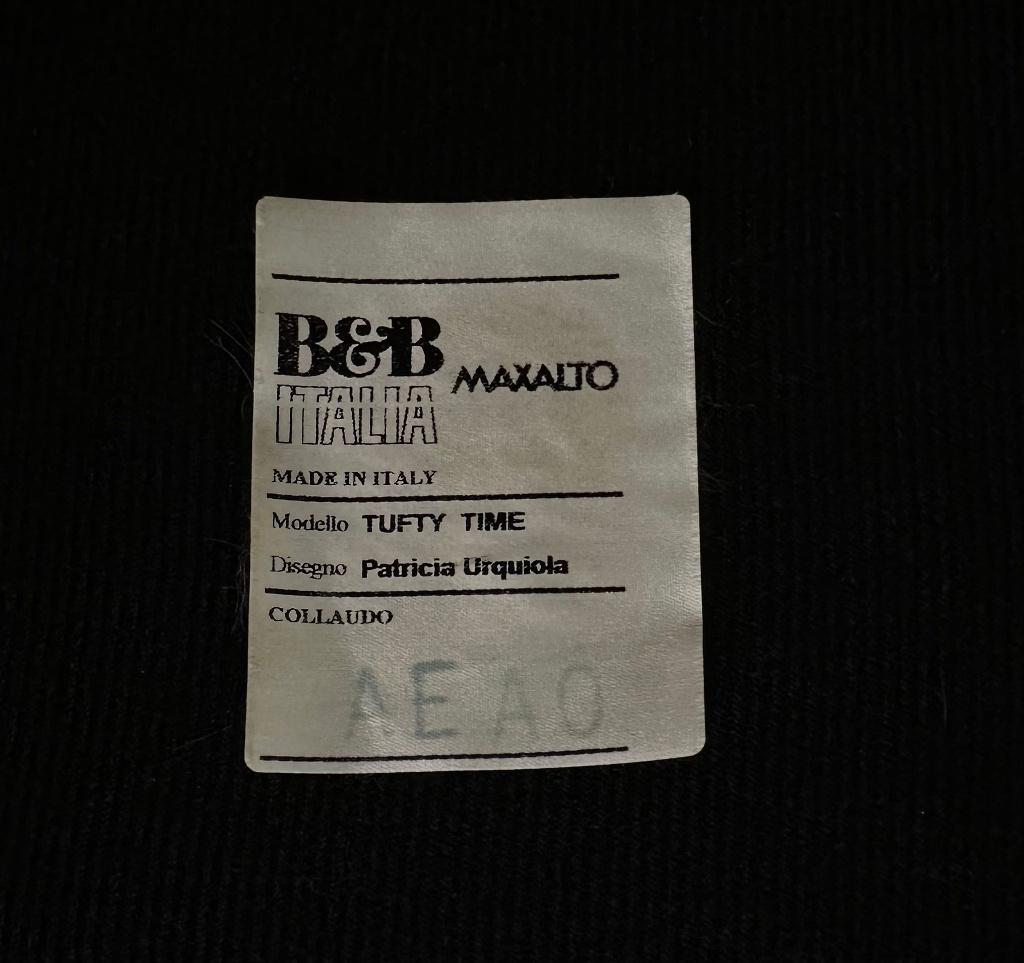 B&B
ITALIA
MAXALTO
MADE IN ITALY
Modello TUFTY TIME
Disegno Patricia Urquiola
COLLAUDO
AEAO